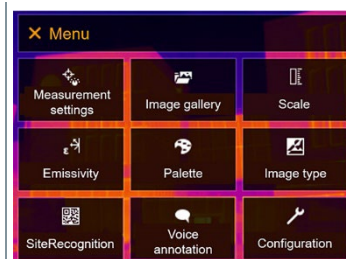 Menu
Measurement
settings
Image gallery
Scale
Emissivity
Palette
Image type
SiteRecognition
Voice
annotation
Configuration